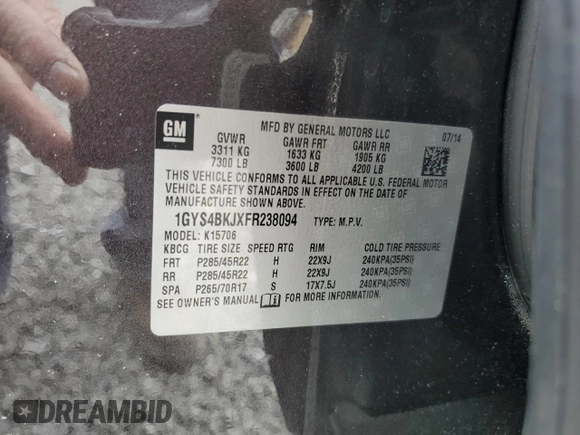 GM
MFD BY GENERAL MOTORS LLC 07/14
GVWR GAWR FRT GAWR RR
3311 KG 1633 KG 1905 KG
7300 LB 3600 LB 4200 LB
THIS VEHICLE CONFORMS TO ALL APPLICABLE U.S. FEDERAL MOTOR
VEHICLE SAFETY STANDARDS IN EFFECT ON THE DATE OF
MANUFACTURE SHOWN ABOVE.
1GYS4BKJXFR238094 TYPE: M.P.V.
MODEL: K15706
KBCG TIRE SIZE SPEED RTG RIM COLD TIRE PRESSURE
FRT P285/45R22 H 22X9J 240KPA(35PSI)
RR P285/45R22 H 22X9J 240KPA(35PSI)
SPA P265/70R17 S 17X7.5J 240KPA(35PSI)
SEE OWNER'S MANUAL FOR MORE INFORMATION.
DREAMBID